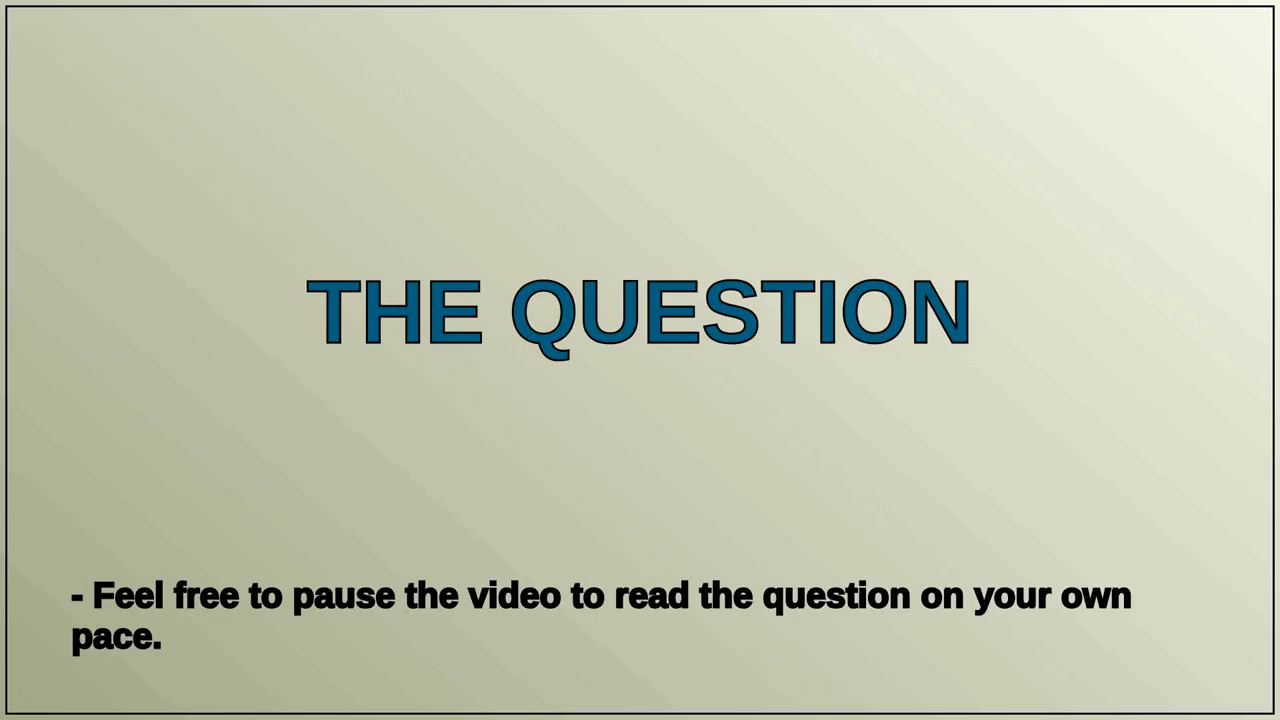 THE QUESTION
- Feel free to pause the video to read the question on your own
pace.